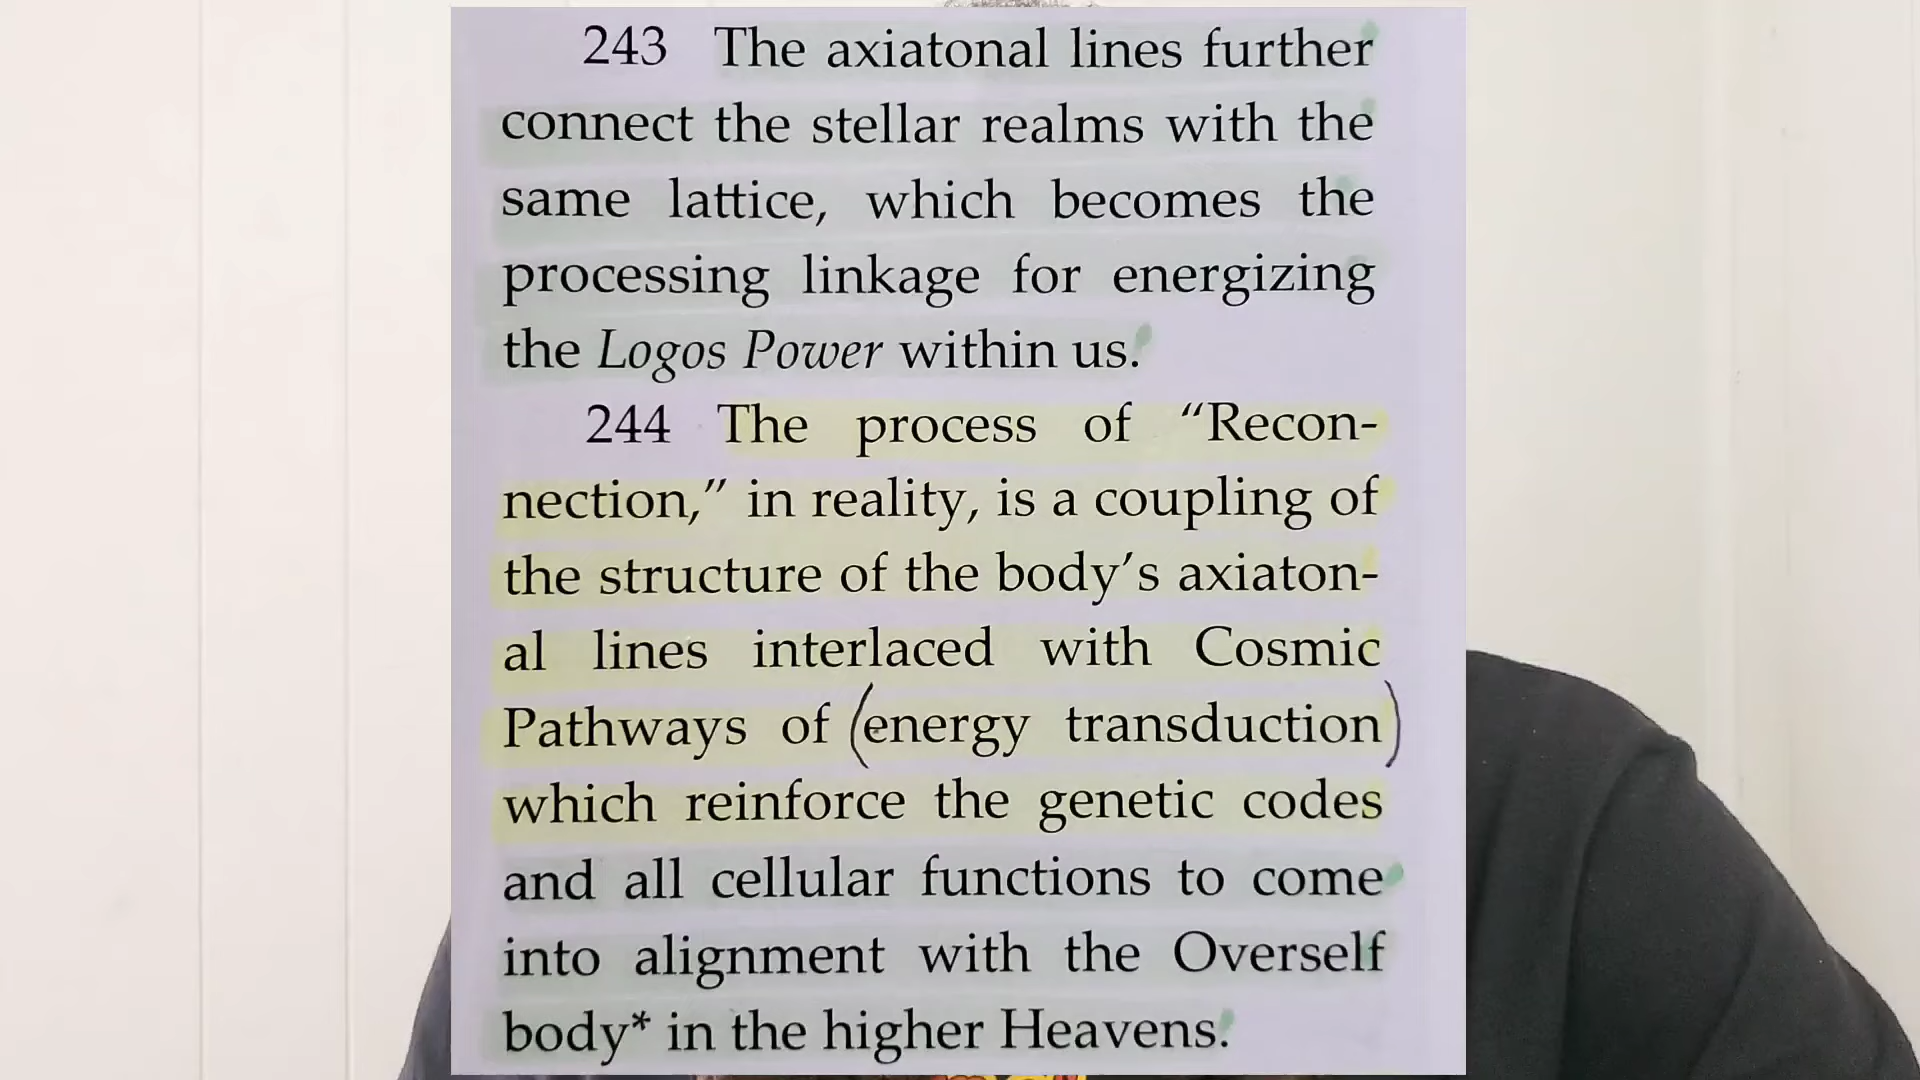 243 The axiatonal lines further
connect the stellar realms with the
same lattice, which becomes the
processing linkage for energizing
the Logos Power within us.
244 The process of “Recon-
nection,” in reality, is a coupling of
the structure of the body’s axiaton-
al lines interlaced with Cosmic
Pathways of (energy transduction)
which reinforce the genetic codes
and all cellular functions to come
into alignment with the Overself
body* in the higher Heavens.